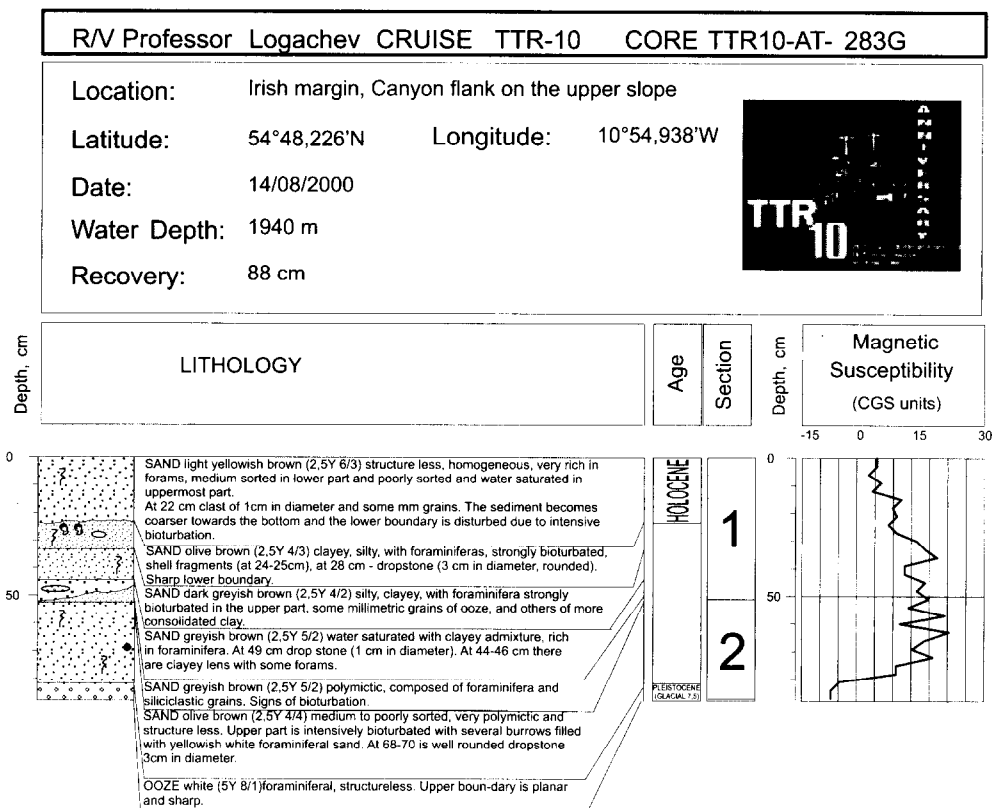 R/V Professor Logachev CRUISE TTR-10 CORE TTR10-AT- 283G
Location: Irish margin, Canyon flank on the upper slope
Latitude: 54°48,226'N Longitude: 10°54,938'W
Date: 14/08/2000
Water Depth: 1940 m
Recovery: 88 cm
TTR
10
ANNIVERSARY
Depth, cm
LITHOLOGY
Age
Section
Depth, cm
Magnetic
Susceptibility
(CGS units)
-15 0 15 30
0
50
SAND light yellowish brown (2,5Y 6/3) structure less, homogeneous, very rich in
forams, medium sorted in lower part and poorly sorted and water saturated in
uppermost part.
At 22 cm clast of 1cm in diameter and some mm grains. The sediment becomes
coarser towards the bottom and the lower boundary is disturbed due to intensive
bioturbation.
SAND olive brown (2,5Y 4/3) clayey, silty, with foraminiferas, strongly bioturbated,
shell fragments (at 24-25cm), at 28 cm - dropstone (3 cm in diameter, rounded).
Sharp lower boundary.
SAND dark greyish brown (2,5Y 4/2) silty, clayey, with foraminifera strongly
bioturbated in the upper part, some millimetric grains of ooze, and others of more
consolidated clay.
SAND greyish brown (2,5Y 5/2) water saturated with clayey admixture, rich
in foraminifera. At 49 cm drop stone (1 cm in diameter). At 44-46 cm there
are clayey lens with some forams.
SAND greyish brown (2,5Y 5/2) polymictic, composed of foraminifera and
siliciclastic grains. Signs of bioturbation.
SAND olive brown (2,5Y 4/4) medium to poorly sorted, very polymictic and
structure less. Upper part is intensively bioturbated with several burrows filled
with yellowish white foraminiferal sand. At 68-70 is well rounded dropstone
3cm in diameter.
OOZE white (5Y 8/1)foraminiferal, structureless. Upper boun-dary is planar
and sharp.
HOLOCENE
PLEISTOCENE
(GLACIAL 7,5)
1
2
0
50